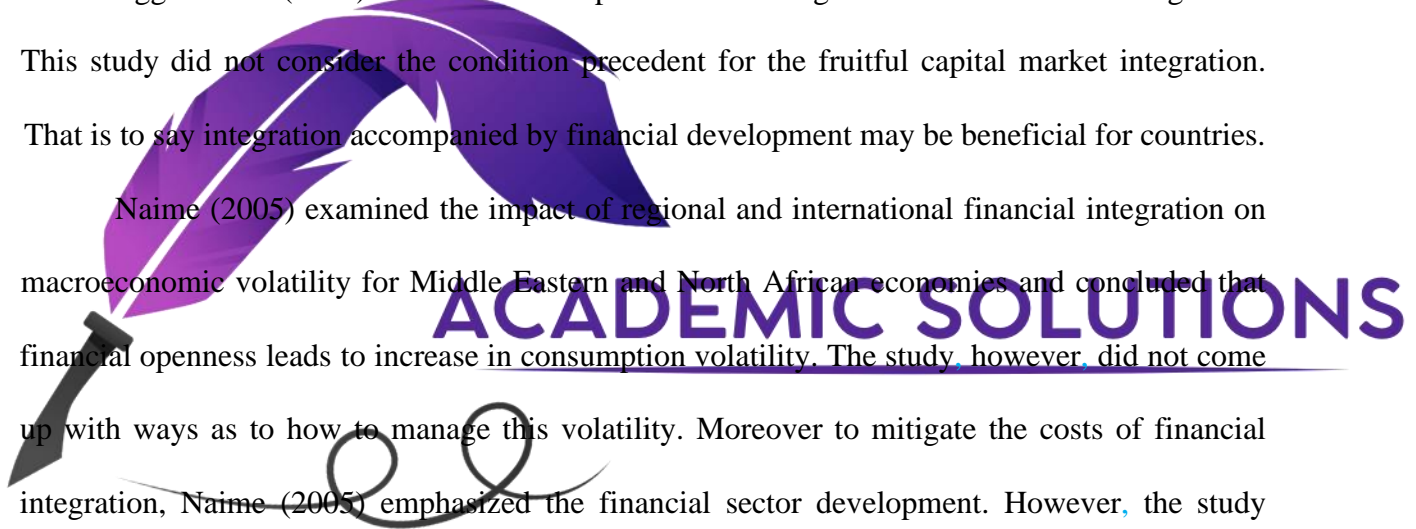 This study did not consider the condition precedent for the fruitful capital market integration.
That is to say integration accompanied by financial development may be beneficial for countries.
Naime (2005) examined the impact of regional and international financial integration on
macroeconomic volatility for Middle Eastern and North African economies and concluded that
ACADEMIC SOLUTIONS
financial openness leads to increase in consumption volatility. The study, however, did not come
up with ways as to how to manage this volatility. Moreover to mitigate the costs of financial
integration, Naime (2005) emphasized the financial sector development. However, the study